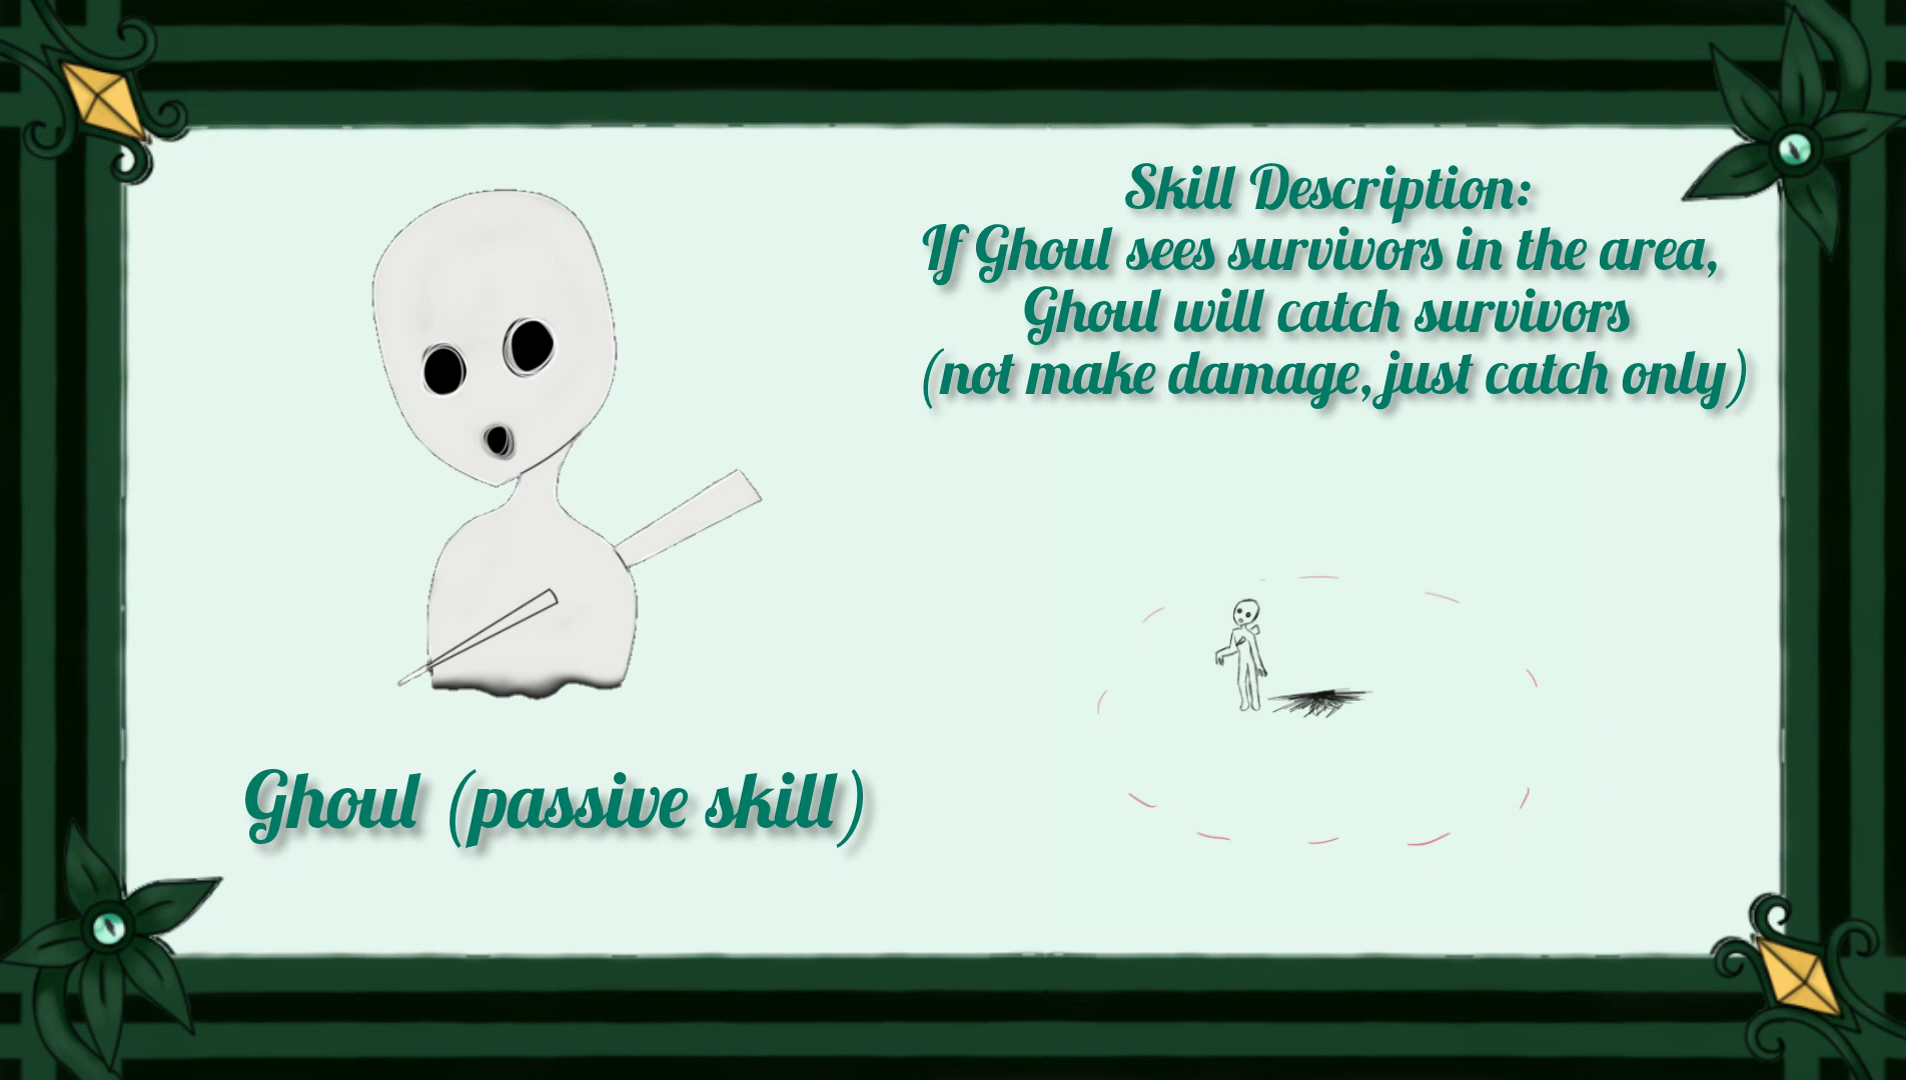 Skill Description:
If Ghoul sees survivors in the area,
Ghoul will catch survivors
(not make damage, just catch only)
Ghoul (passive skill)